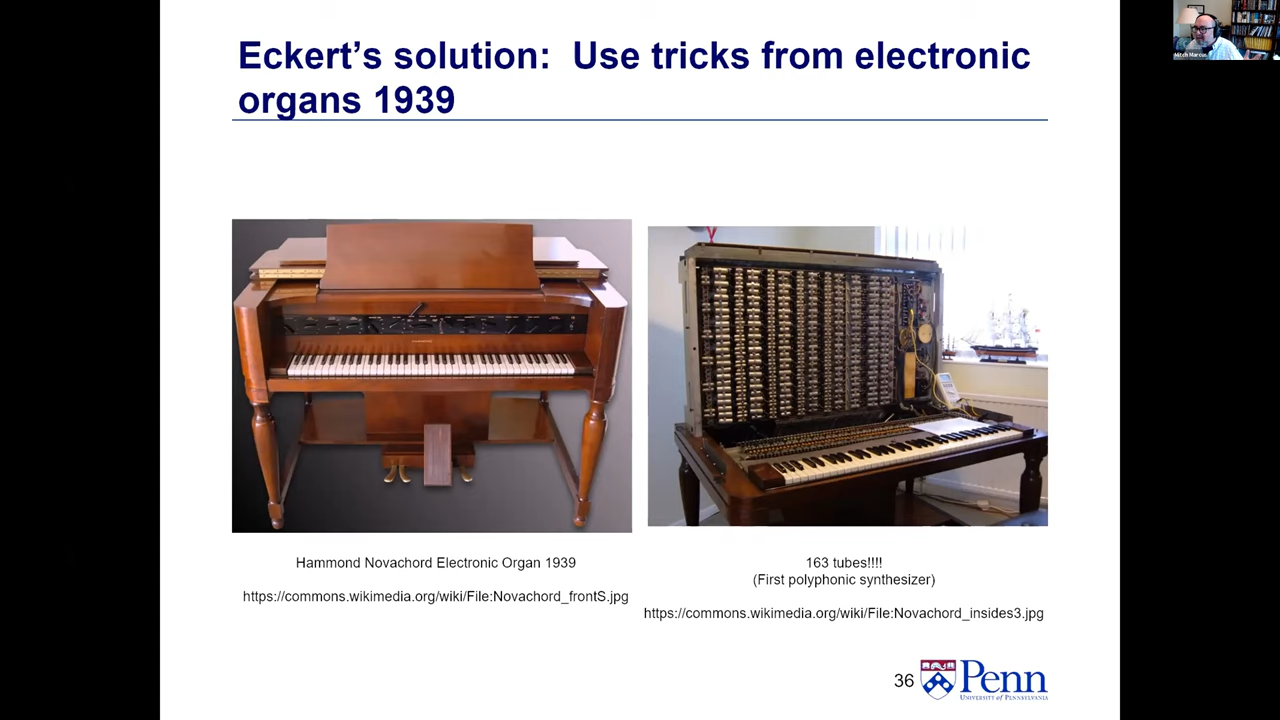 Eckert's solution:  Use tricks from electronic
organs 1939
Mitch Marcus
Hammond Novachord Electronic Organ 1939
https://commons.wikimedia.org/wiki/File:Novachord_frontS.jpg
163 tubes!!!!
(First polyphonic synthesizer)
https://commons.wikimedia.org/wiki/File:Novachord_insides3.jpg
36
Penn
UNIVERSITY OF PENNSYLVANIA